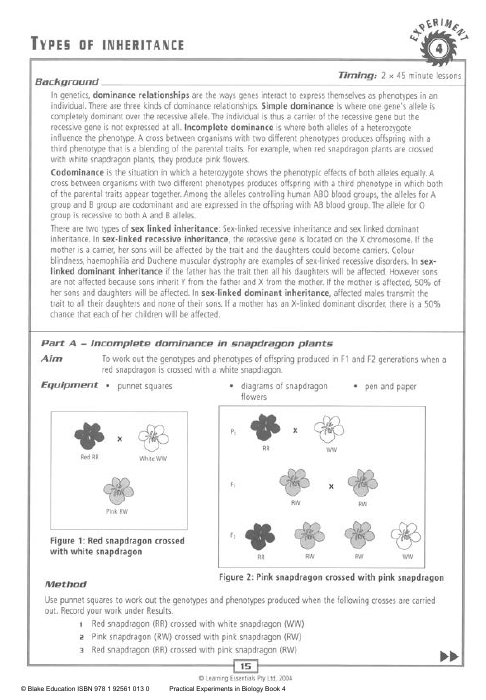 EXPERIMENT
4
TYPES OF INHERITANCE
Timing: 2 × 45 minute lessons
Background
In genetics, dominance relationships are the ways genes interact to express themselves as phenotypes in an
individual. There are three kinds of dominance relationships. Simple dominance is where one gene's allele is
completely dominant over the recessive allele. The individual is thus a carrier of the recessive gene but the
recessive gene is not expressed at all. Incomplete dominance is where both alleles of a heterozygote
influence the phenotype. A cross between organisms with two different phenotypes produces offspring with a
third phenotype that is a blending of the parental traits. For example, when red snapdragon plants are crossed
with white snapdragon plants, they produce pink flowers.
Codominance is the situation in which a heterozygote shows the phenotypic effects of both alleles equally. A
cross between organisms with two different phenotypes produces offspring with a third phenotype in which both
of the parental traits appear together. Among the alleles controlling human ABO blood groups, the alleles for A
group and B group are codominant and are expressed in the offspring with AB blood group. The allele for O
group is recessive to both A and B alleles.
There are two types of sex linked inheritance: Sex-linked recessive inheritance and sex linked dominant
inheritance. In sex-linked recessive inheritance, the recessive gene is located on the X chromosome. If the
mother is a carrier, her sons will be affected by the trait and the daughters could become carriers. Colour
blindness, haemophilia and Duchene muscular dystrophy are examples of sex-linked recessive disorders. In sex-
linked dominant inheritance if the father has the trait then all his daughters will be affected. However sons
are not affected because sons inherit Y from the father and X from the mother. If the mother is affected, 50% of
her sons and daughters will be affected. In sex-linked dominant inheritance, affected males transmit the
trait to all their daughters and none of their sons. If a mother has an X-linked dominant disorder, there is a 50%
chance that each of her children will be affected.
Part A – Incomplete dominance in snapdragon plants
Aim To work out the genotypes and phenotypes of offspring produced in F1 and F2 generations when a
red snapdragon is crossed with a white snapdragon.
Equipment • punnet squares • diagrams of snapdragon • pen and paper
flowers
x
Red RR White WW
Pink RW
Figure 1: Red snapdragon crossed
with white snapdragon
P1 x
RR WW
F1 x
RW RW
RR RW RW WW
Figure 2: Pink snapdragon crossed with pink snapdragon
Method
Use punnet squares to work out the genotypes and phenotypes produced when the following crosses are carried
out. Record your work under Results.
1 Red snapdragon (RR) crossed with white snapdragon (WW)
2 Pink snapdragon (RW) crossed with pink snapdragon (RW)
3 Red snapdragon (RR) crossed with pink snapdragon (RW)
15
© Learning Essentials Pty Ltd, 2004
© Blake Education ISBN 978 1 92561 013 0 Practical Experiments in Biology Book 4